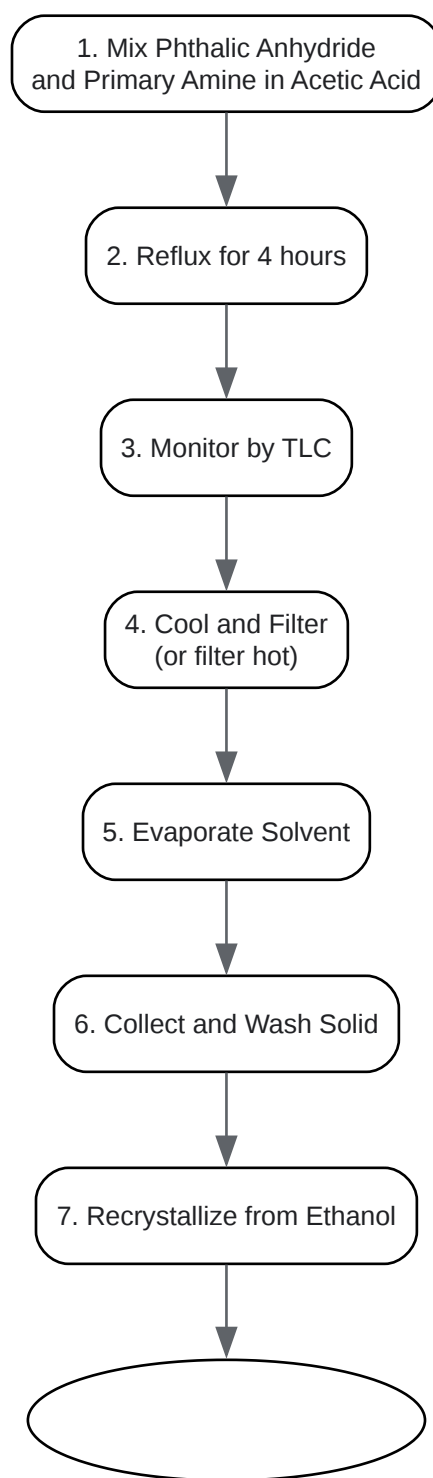 1. Mix Phthalic Anhydride
and Primary Amine in Acetic Acid
2. Reflux for 4 hours
3. Monitor by TLC
4. Cool and Filter
(or filter hot)
5. Evaporate Solvent
6. Collect and Wash Solid
7. Recrystallize from Ethanol